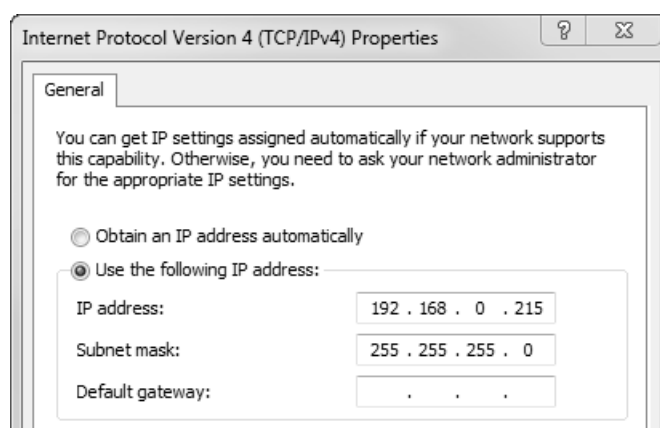 Internet Protocol Version 4 (TCP/IPv4) Properties
General
You can get IP settings assigned automatically if your network supports
this capability. Otherwise, you need to ask your network administrator
for the appropriate IP settings.
Obtain an IP address automatically
Use the following IP address:
IP address: 192 . 168 . 0 . 215
Subnet mask: 255 . 255 . 255 . 0
Default gateway: . . .